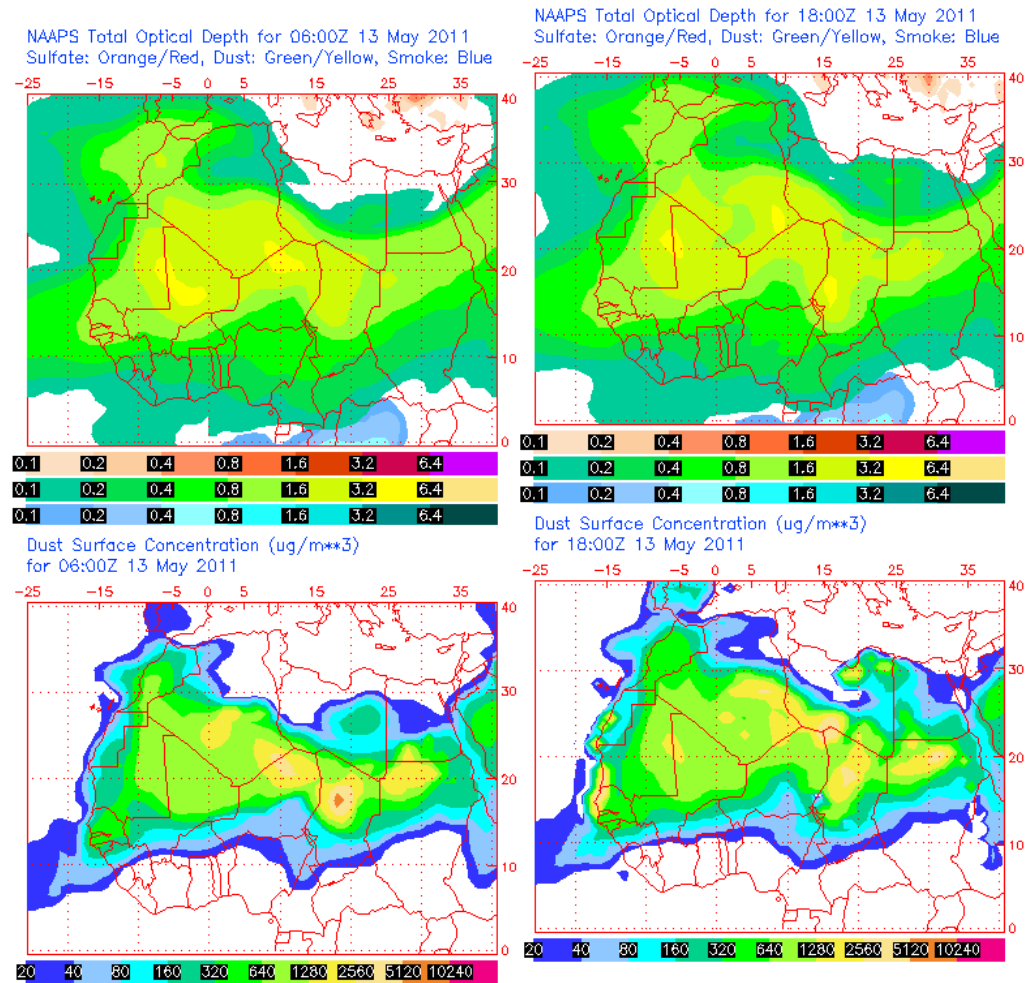 NAAPS Total Optical Depth for 06:00Z 13 May 2011
Sulfate: Orange/Red, Dust: Green/Yellow, Smoke: Blue
-25 -15 -5 0 5 15 25 35
40
30
20
10
0
0.1 0.2 0.4 0.8 1.6 3.2 6.4
0.1 0.2 0.4 0.8 1.6 3.2 6.4
0.1 0.2 0.4 0.8 1.6 3.2 6.4
NAAPS Total Optical Depth for 18:00Z 13 May 2011
Sulfate: Orange/Red, Dust: Green/Yellow, Smoke: Blue
-25 -15 -5 0 5 15 25 35
40
30
20
10
0
0.1 0.2 0.4 0.8 1.6 3.2 6.4
0.1 0.2 0.4 0.8 1.6 3.2 6.4
0.1 0.2 0.4 0.8 1.6 3.2 6.4
Dust Surface Concentration (ug/m**3)
for 06:00Z 13 May 2011
-25 -15 -5 0 5 15 25 35
40
30
20
10
0
20 40 80 160 320 640 1280 2560 5120 10240
Dust Surface Concentration (ug/m**3)
for 18:00Z 13 May 2011
-25 -15 -5 0 5 15 25 35
40
30
20
10
0
20 40 80 160 320 640 1280 2560 5120 10240